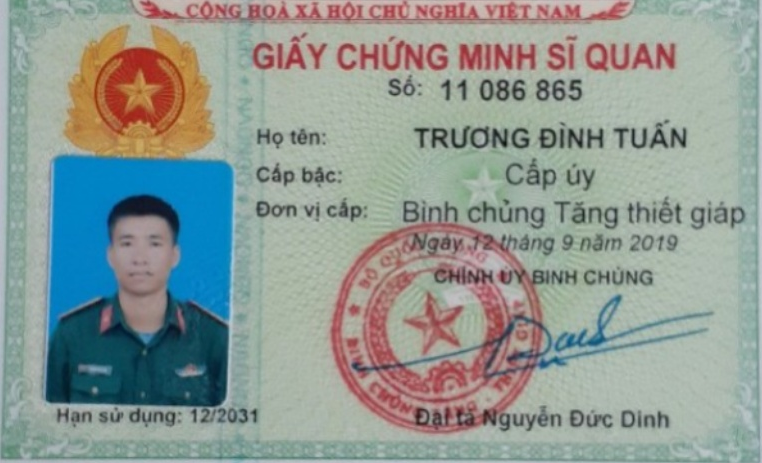 CỘNG HOÀ XÃ HỘI CHỦ NGHĨA VIỆT NAM
GIẤY CHỨNG MINH SĨ QUAN
Số: 11 086 865
Họ tên: TRƯƠNG ĐÌNH TUẤN
Cấp bậc: Cấp úy
Đơn vị cấp: Binh chủng Tăng thiết giáp
Ngày 12 tháng 9 năm 2019
CHÍNH ỦY BINH CHỦNG
Hạn sử dụng: 12/2031
Đại tá Nguyễn Đức Dinh